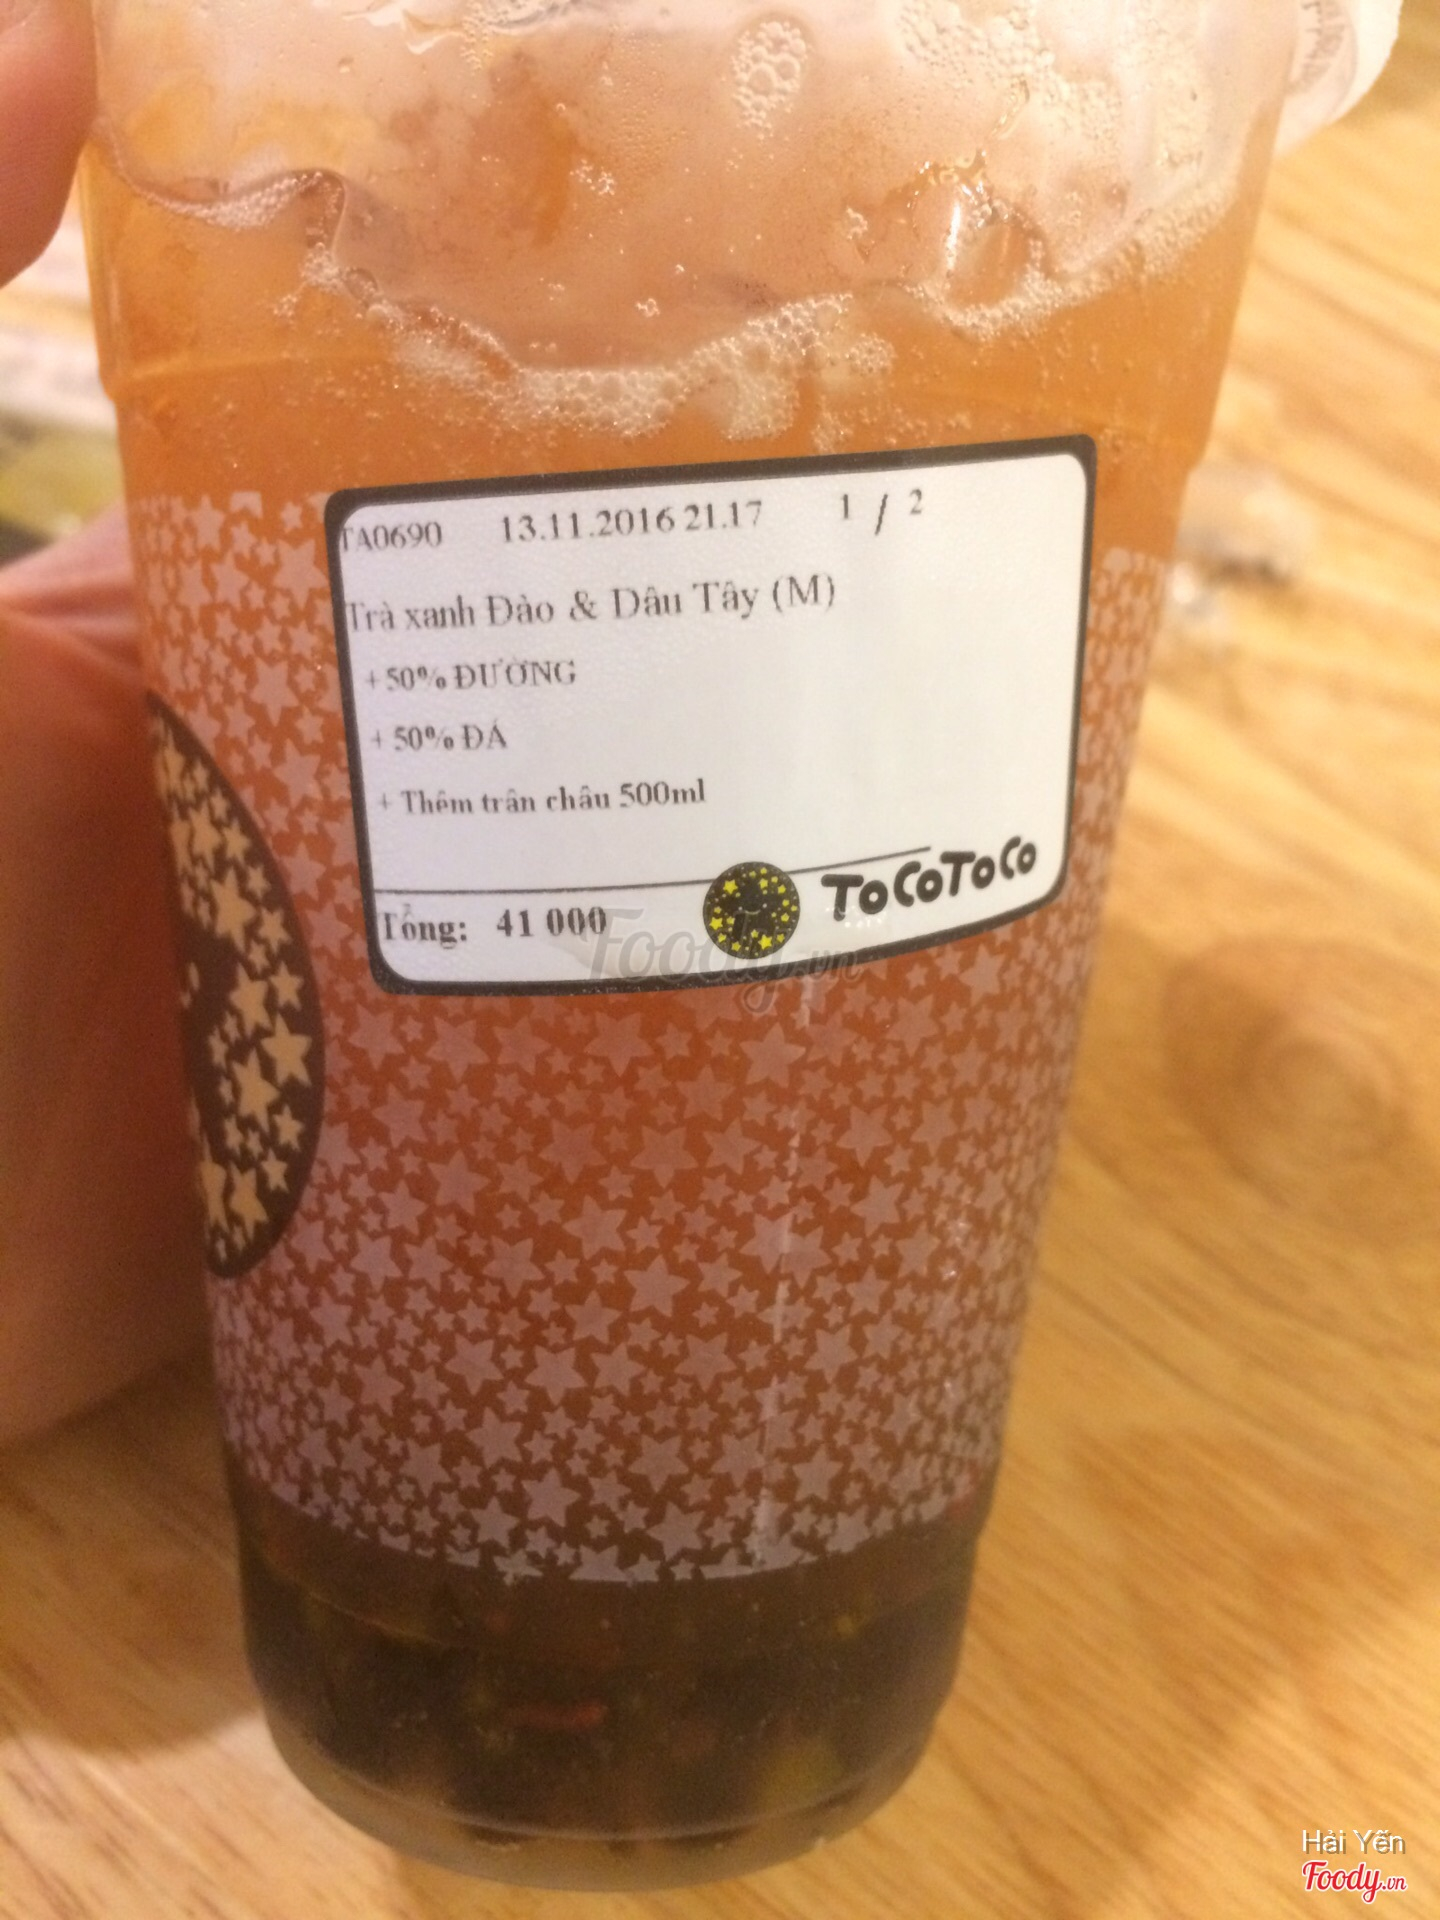 TA0690 13.11.2016 21.17 1 / 2
Trà xanh Đào & Dâu Tây (M)
+ 50% ĐƯỜNG
+ 50% ĐÁ
+ Thêm trân châu 500ml
Tổng: 41 000
ToCoToCo
Foody.vn
Hải Yến
Foody.vn